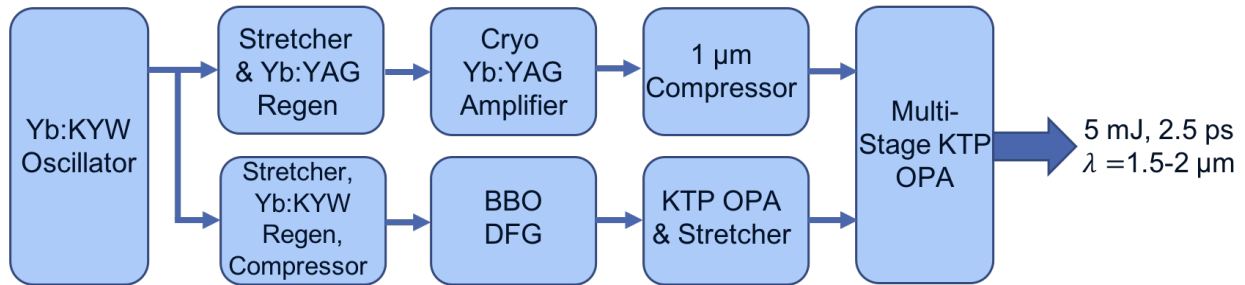 Yb:KYW
Oscillator
Stretcher
& Yb:YAG
Regen
Cryo
Yb:YAG
Amplifier
1 µm
Compressor
Stretcher,
Yb:KYW
Regen,
Compressor
BBO
DFG
KTP OPA
& Stretcher
Multi-
Stage KTP
OPA
5 mJ, 2.5 ps
λ =1.5-2 µm